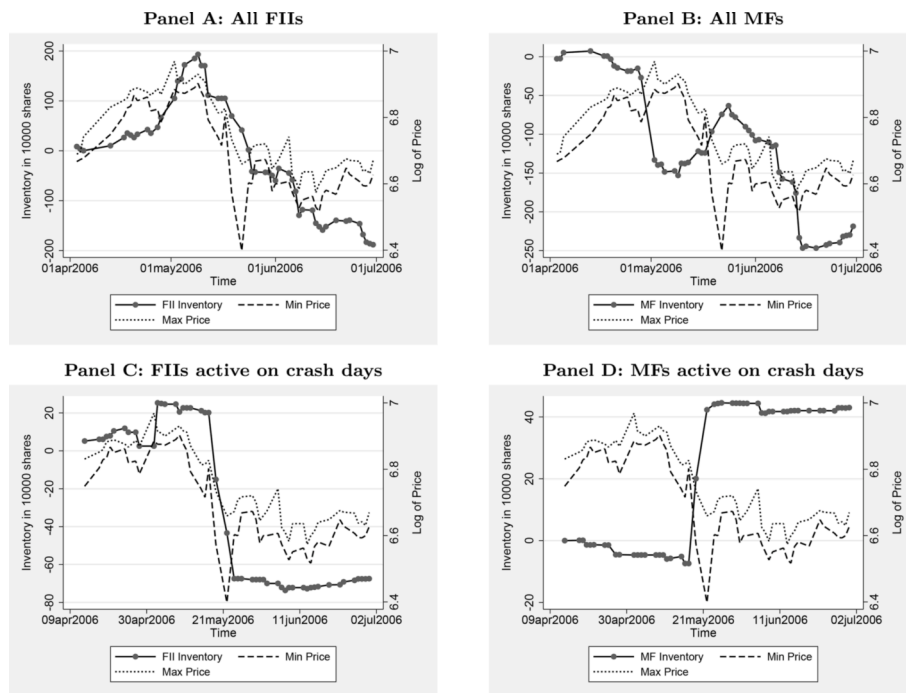 Panel A: All FIIs
200
100
0
-100
-200
Inventory in 10000 shares
7
6.8
6.6
6.4
Log of Price
01apr2006 01may2006 01jun2006 01jul2006
Time
FII Inventory Min Price
Max Price
Panel B: All MFs
0
-50
-100
-150
-200
-250
Inventory in 10000 shares
7
6.8
6.6
6.4
Log of Price
01apr2006 01may2006 01jun2006 01jul2006
Time
MF Inventory Min Price
Max Price
Panel C: FIIs active on crash days
20
0
-20
-40
-60
-80
Inventory in 10000 shares
7
6.8
6.6
6.4
Log of Price
09apr2006 30apr2006 21may2006 11jun2006 02jul2006
Time
FII Inventory Min Price
Max Price
Panel D: MFs active on crash days
40
20
0
-20
Inventory in 10000 shares
7
6.8
6.6
6.4
Log of Price
09apr2006 30apr2006 21may2006 11jun2006 02jul2006
Time
MF Inventory Min Price
Max Price